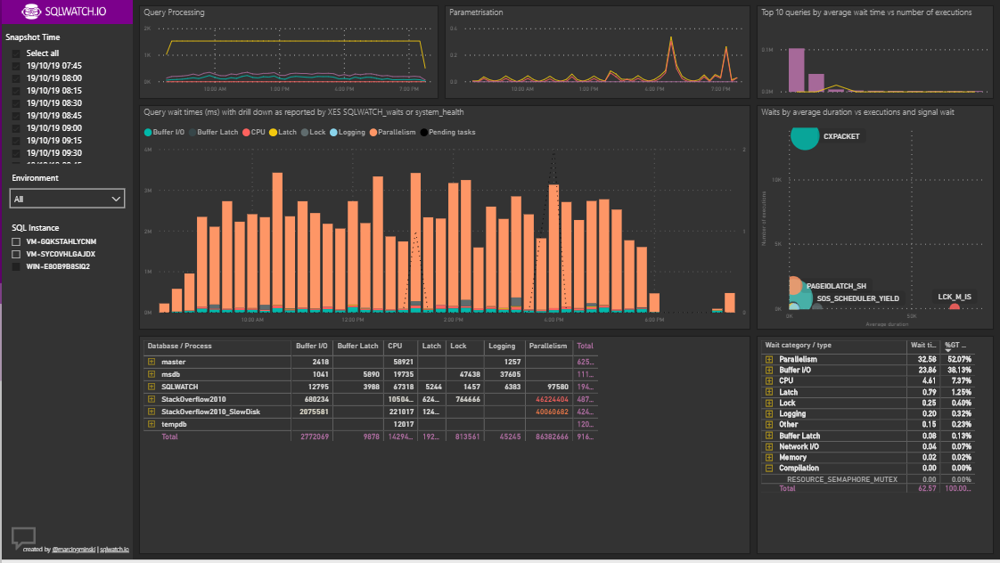 SQLWATCH.IO
Snapshot Time
Select all
19/10/19 07:45
19/10/19 08:00
19/10/19 08:15
19/10/19 08:30
19/10/19 08:45
19/10/19 09:00
19/10/19 09:15
19/10/19 09:30
Environment
All
SQL Instance
VM-GQKSTAHLYCNM
VM-SYCOVHLGAJDX
WIN-E8OB9B8SIQ2
created by @marcingminski | sqlwatch.io
Query Processing
2K
1K
0K
10:00 AM 1:00 PM 4:00 PM 7:00 PM
Parametrisation
0.4
0.2
0.0
10:00 AM 1:00 PM 4:00 PM 7:00 PM
Top 10 queries by average wait time vs number of executions
0.1M
0.0M
Query wait times (ms) with drill down as reported by XES SQLWATCH_waits or system_health
Buffer I/O Buffer Latch CPU Latch Lock Logging Parallelism Pending tasks
4M 2
3M
2M 1
1M
0M 0
10:00 AM 12:00 PM 2:00 PM 4:00 PM 6:00 PM
Waits by average duration vs executions and signal wait
CXPACKET
10K
Number of executions
5K
PAGEIOLATCH_SH
SOS_SCHEDULER_YIELD
LCK_M_IS
0K
0K 50K
Average duration
Database / Process Buffer I/O Buffer Latch CPU Latch Lock Logging Parallelism Total
master 2418 58921 1257 625...
msdb 1041 5890 19735 47438 37605 111...
SQLWATCH 12795 3988 67318 5244 1457 6383 97580 194...
StackOverflow2010 680234 10504... 624... 764666 46224404 487...
StackOverflow2010_SlowDisk 2075581 221017 124... 40060682 424...
tempdb 12017 120...
Total 2772069 9878 14294... 192... 813561 45245 86382666 916...
Wait category / type Wait ti... %GT ...
Parallelism 32.58 52.07%
Buffer I/O 23.86 38.13%
CPU 4.61 7.37%
Latch 0.79 1.25%
Lock 0.25 0.40%
Logging 0.20 0.32%
Other 0.15 0.23%
Buffer Latch 0.08 0.13%
Network I/O 0.04 0.07%
Memory 0.02 0.02%
Compilation 0.00 0.00%
RESOURCE_SEMAPHORE_MUTEX 0.00 0.00%
Total 62.57 100.00...